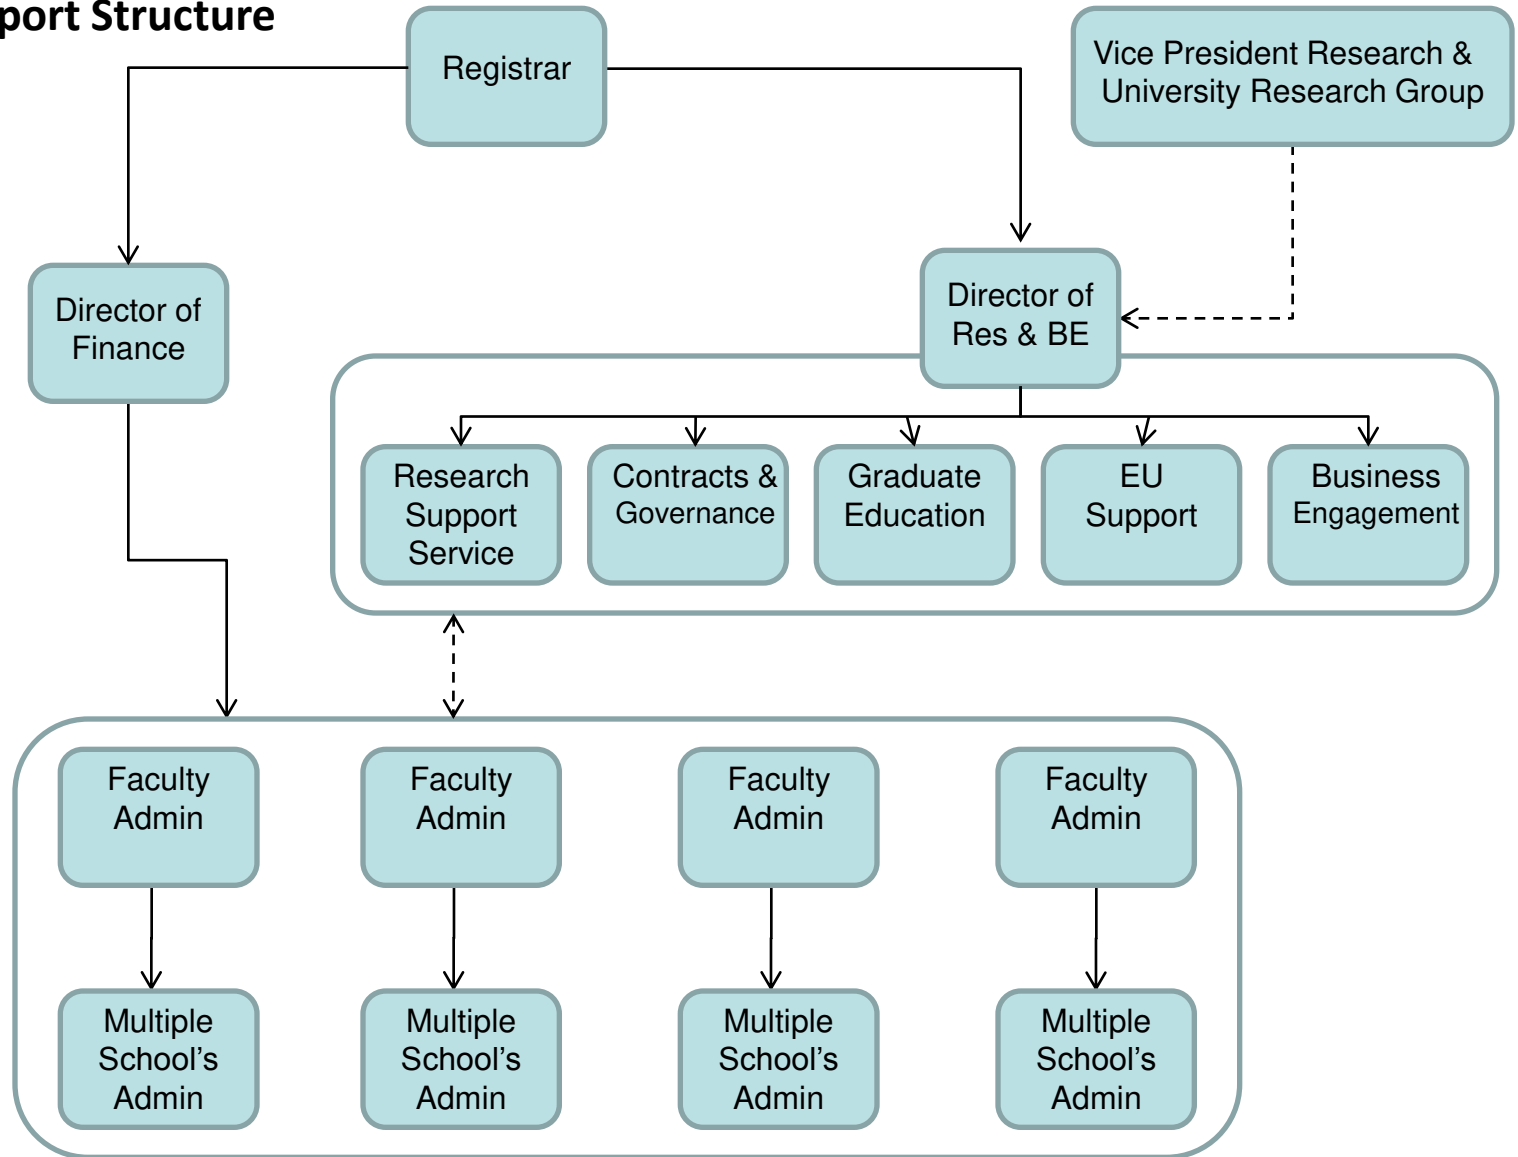 port Structure
Registrar
Vice President Research &
University Research Group
Director of
Finance
Director of
Res & BE
Research
Support
Service
Contracts &
Governance
Graduate
Education
EU
Support
Business
Engagement
Faculty
Admin
Faculty
Admin
Faculty
Admin
Faculty
Admin
Multiple
School’s
Admin
Multiple
School’s
Admin
Multiple
School’s
Admin
Multiple
School’s
Admin